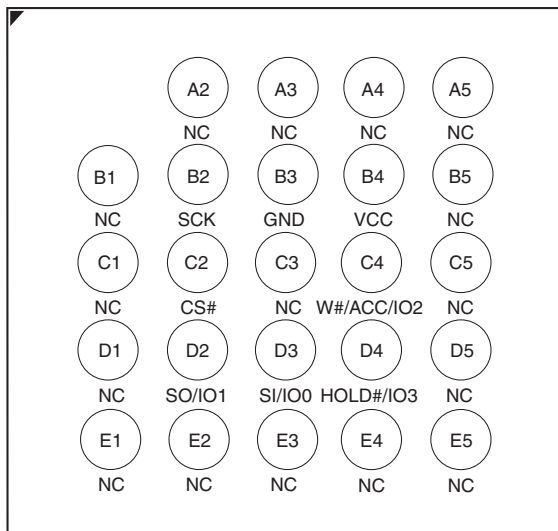 A2 A3 A4 A5
NC NC NC NC
B1 B2 B3 B4 B5
NC SCK GND VCC NC
C1 C2 C3 C4 C5
NC CS# NC W#/ACC/IO2 NC
D1 D2 D3 D4 D5
NC SO/IO1 SI/IO0 HOLD#/IO3 NC
E1 E2 E3 E4 E5
NC NC NC NC NC